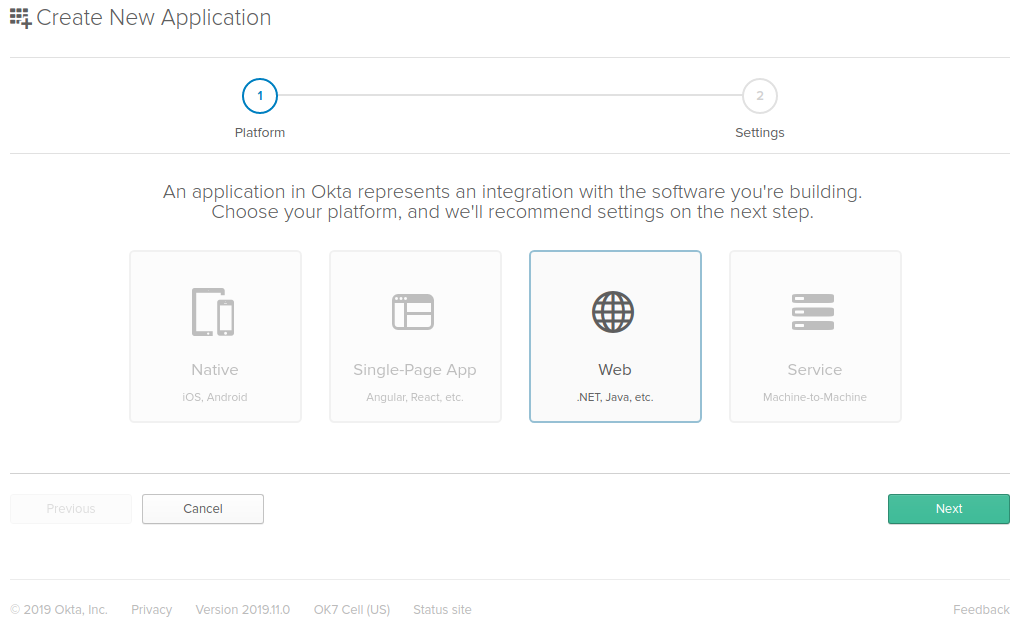 Create New Application
1
2
Platform
Settings
An application in Okta represents an integration with the software you're building.
Choose your platform, and we'll recommend settings on the next step.
Native
iOS, Android
Single-Page App
Angular, React, etc.
Web
.NET, Java, etc.
Service
Machine-to-Machine
Previous
Cancel
Next
© 2019 Okta, Inc. Privacy Version 2019.11.0 OK7 Cell (US) Status site Feedback